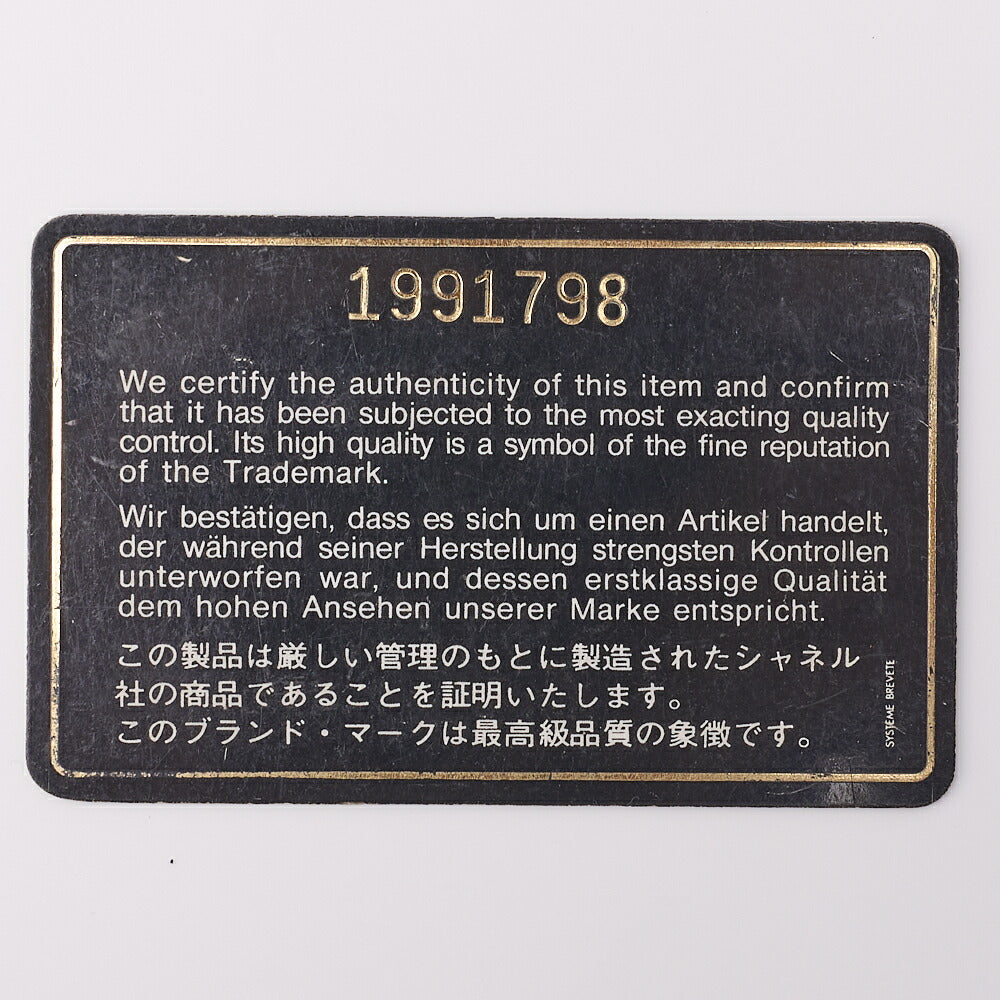 1991798
We certify the authenticity of this item and confirm
that it has been subjected to the most exacting quality
control. Its high quality is a symbol of the fine reputation
of the Trademark.
Wir bestätigen, dass es sich um einen Artikel handelt,
der während seiner Herstellung strengsten Kontrollen
unterworfen war, und dessen erstklassige Qualität
dem hohen Ansehen unserer Marke entspricht.
この製品は厳しい管理のもとに製造されたシャネル
社の商品であることを証明いたします。
このブランド・マークは最高級品質の象徴です。
SYSTEME BREVETE